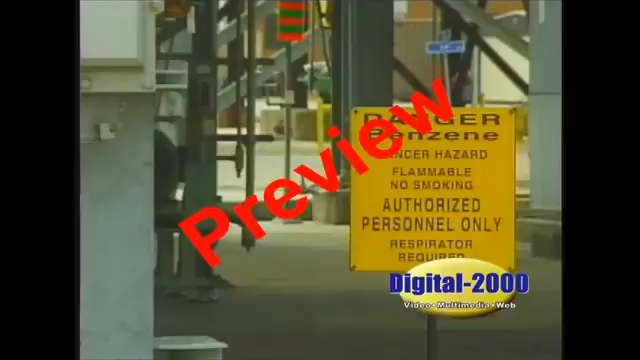 DANGER
Benzene
CANCER HAZARD
FLAMMABLE
NO SMOKING
AUTHORIZED
PERSONNEL ONLY
RESPIRATOR
REQUIRED
Preview
Digital-2000
Video•Multimedia•Web